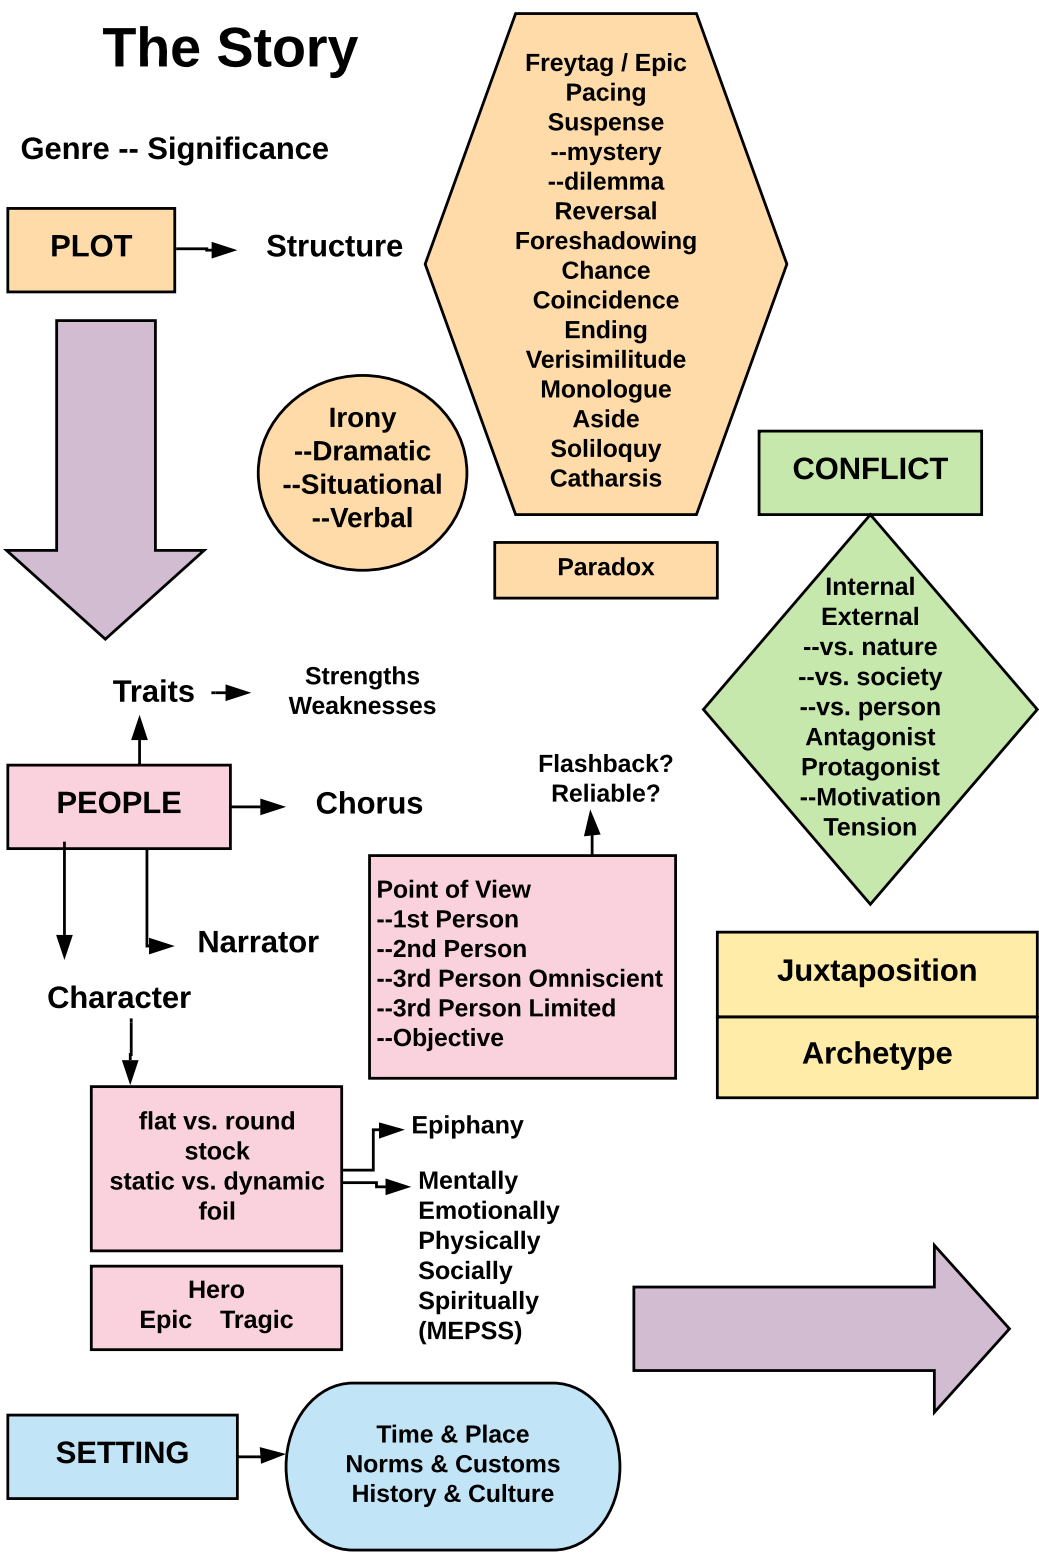 The Story
Genre -- Significance
PLOT
Structure
Freytag / Epic
Pacing
Suspense
--mystery
--dilemma
Reversal
Foreshadowing
Chance
Coincidence
Ending
Verisimilitude
Monologue
Aside
Soliloquy
Catharsis
Irony
--Dramatic
--Situational
--Verbal
Paradox
CONFLICT
Internal
External
--vs. nature
--vs. society
--vs. person
Antagonist
Protagonist
--Motivation
Tension
Traits
Strengths
Weaknesses
PEOPLE
Chorus
Narrator
Character
Flashback?
Reliable?
Point of View
--1st Person
--2nd Person
--3rd Person Omniscient
--3rd Person Limited
--Objective
Juxtaposition
Archetype
flat vs. round
stock
static vs. dynamic
foil
Epiphany
Mentally
Emotionally
Physically
Socially
Spiritually
(MEPSS)
Hero
Epic    Tragic
SETTING
Time & Place
Norms & Customs
History & Culture